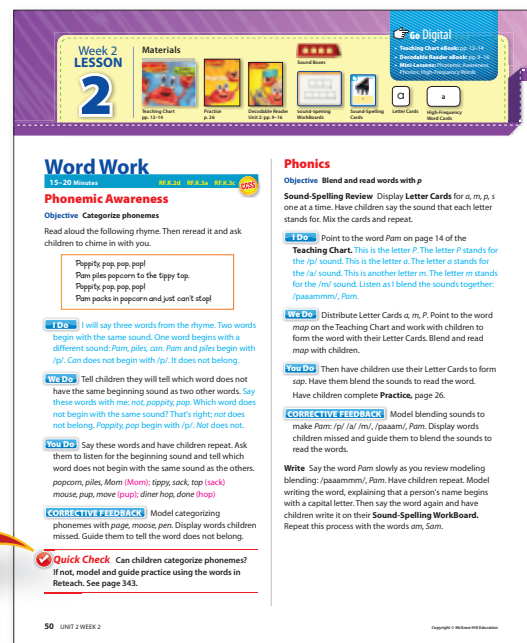 Week 2
LESSON
2
Materials
Teaching Chart
pp. 12–14
Practice
p. 26
Decodable Reader
Unit 2: pp. 9–16
Sound Boxes
Sound-Spelling
WorkBoards
Sound-Spelling
Cards
Letter Cards
a
High-Frequency
Word Cards
Go Digital
• Teaching Chart eBook: pp. 12–14
• Decodable Reader eBook: pp. 9–16
• Mini-Lessons: Phonemic Awareness,
Phonics, High-Frequency Words
Word Work
15–20 Minutes RF.K.2d RF.K.3a RF.K.3c CCSS
Phonemic Awareness
Objective Categorize phonemes
Read aloud the following rhyme. Then reread it and ask
children to chime in with you.
Poppity, pop, pop, pop!
Pam piles popcorn to the tippy top.
Poppity, pop, pop, pop!
Pam packs in popcorn and just can't stop!
I Do I will say three words from the rhyme. Two words
begin with the same sound. One word begins with a
different sound: Pam, piles, can. Pam and piles begin with
/p/. Can does not begin with /p/. It does not belong.
We Do Tell children they will tell which word does not
have the same beginning sound as two other words. Say
these words with me: not, poppity, pop. Which word does
not begin with the same sound? That's right; not does
not belong. Poppity, pop begin with /p/. Not does not.
You Do Say these words and have children repeat. Ask
them to listen for the beginning sound and tell which
word does not begin with the same sound as the others.
popcorn, piles, Mom (Mom); tippy, sack, top (sack)
mouse, pup, move (pup); diner hop, done (hop)
CORRECTIVE FEEDBACK Model categorizing
phonemes with page, mouse, pen. Display words children
missed. Guide them to tell the word does not belong.
Quick Check Can children categorize phonemes?
If not, model and guide practice using the words in
Reteach. See page 343.
Phonics
Objective Blend and read words with p
Sound-Spelling Review Display Letter Cards for a, m, p, s
one at a time. Have children say the sound that each letter
stands for. Mix the cards and repeat.
I Do Point to the word Pam on page 14 of the
Teaching Chart. This is the letter P. The letter P stands for
the /p/ sound. This is the letter a. The letter a stands for
the /a/ sound. This is another letter m. The letter m stands
for the /m/ sound. Listen as I blend the sounds together:
/paaammm/, Pam.
We Do Distribute Letter Cards a, m, P. Point to the word
map on the Teaching Chart and work with children to
form the word with their Letter Cards. Blend and read
map with children.
You Do Then have children use their Letter Cards to form
sap. Have them blend the sounds to read the word.
Have children complete Practice, page 26.
CORRECTIVE FEEDBACK Model blending sounds to
make Pam: /p/ /a/ /m/, /paaam/, Pam. Display words
children missed and guide them to blend the sounds to
read the words.
Write Say the word Pam slowly as you review modeling
blending: /paaammm/, Pam. Have children repeat. Model
writing the word, explaining that a person's name begins
with a capital letter. Then say the word again and have
children write it on their Sound-Spelling WorkBoard.
Repeat this process with the words am, Sam.
50 UNIT 2 WEEK 2
Copyright © McGraw-Hill Education